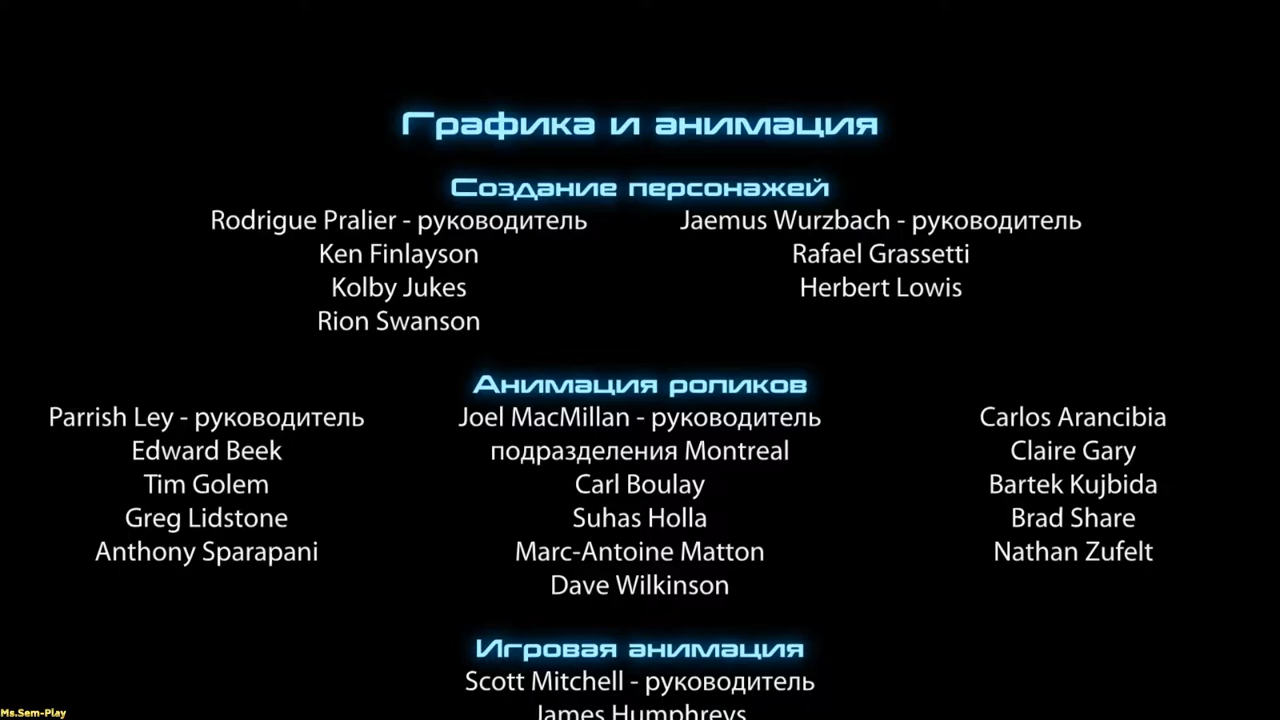 Графика и анимация
Создание персонажей
Rodrigue Pralier - руководитель
Ken Finlayson
Kolby Jukes
Rion Swanson
Jaemus Wurzbach - руководитель
Rafael Grassetti
Herbert Lowis
Анимация роликов
Parrish Ley - руководитель
Edward Beek
Tim Golem
Greg Lidstone
Anthony Sparapani
Joel MacMillan - руководитель
подразделения Montreal
Carl Boulay
Suhas Holla
Marc-Antoine Matton
Dave Wilkinson
Carlos Arancibia
Claire Gary
Bartek Kujbida
Brad Share
Nathan Zufelt
Игровая анимация
Scott Mitchell - руководитель
James Humphreys
Ms.Sem-Play